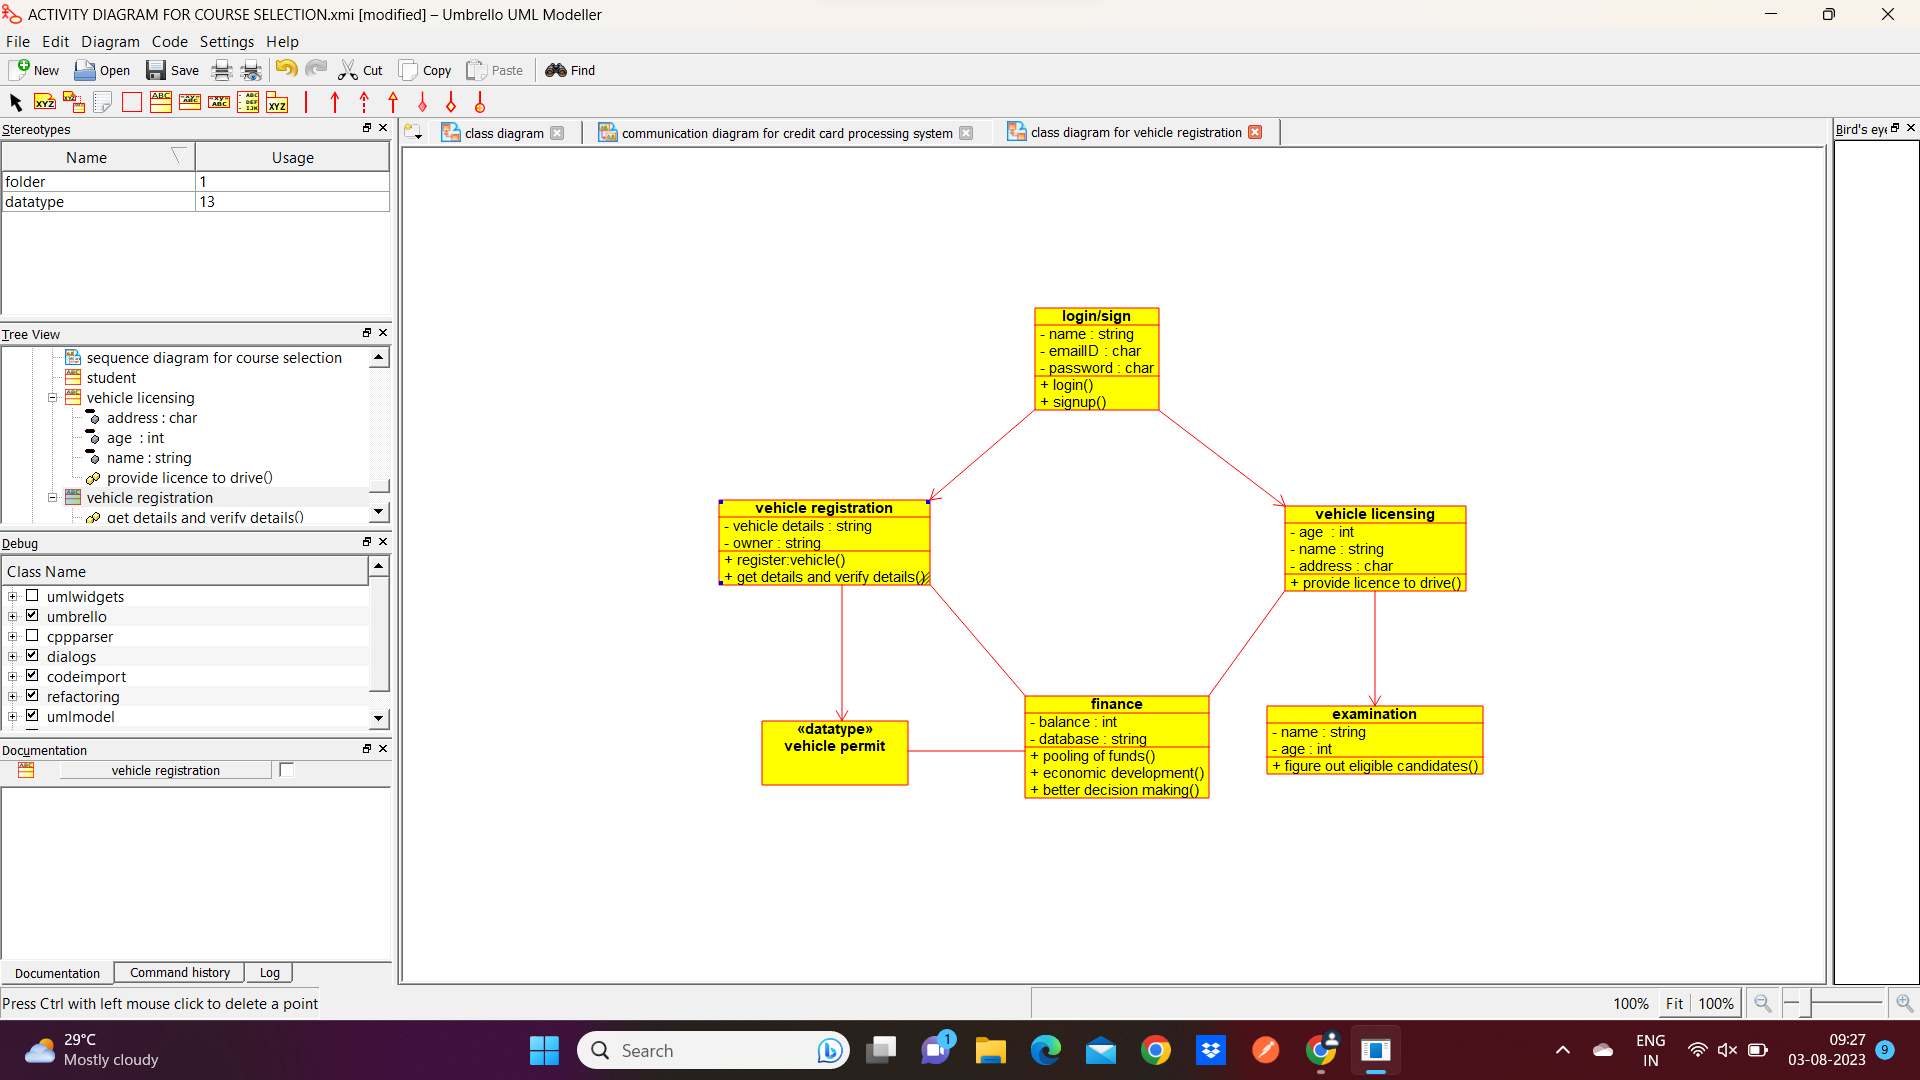 ACTIVITY DIAGRAM FOR COURSE SELECTION.xmi [modified] – Umbrello UML Modeller
File Edit Diagram Code Settings Help
New Open Save Cut Copy Paste Find
Stereotypes
Name Usage
folder 1
datatype 13
Tree View
sequence diagram for course selection
student
vehicle licensing
address : char
age : int
name : string
provide licence to drive()
vehicle registration
get details and verify details()
Debug
Class Name
umlwidgets
umbrello
cppparser
dialogs
codeimport
refactoring
umlmodel
Documentation
vehicle registration
Documentation Command history Log
Press Ctrl with left mouse click to delete a point
class diagram communication diagram for credit card processing system class diagram for vehicle registration
Bird's eye
login/sign
- name : string
- emailID : char
- password : char
+ login()
+ signup()
vehicle registration
- vehicle details : string
- owner : string
+ register:vehicle()
+ get details and verify details()
vehicle licensing
- age : int
- name : string
- address : char
+ provide licence to drive()
«datatype»
vehicle permit
finance
- balance : int
- database : string
+ pooling of funds()
+ economic development()
+ better decision making()
examination
- name : string
- age : int
+ figure out eligible candidates()
100% Fit 100%
29°C
Mostly cloudy
Search
1
ENG
IN
09:27
03-08-2023
9